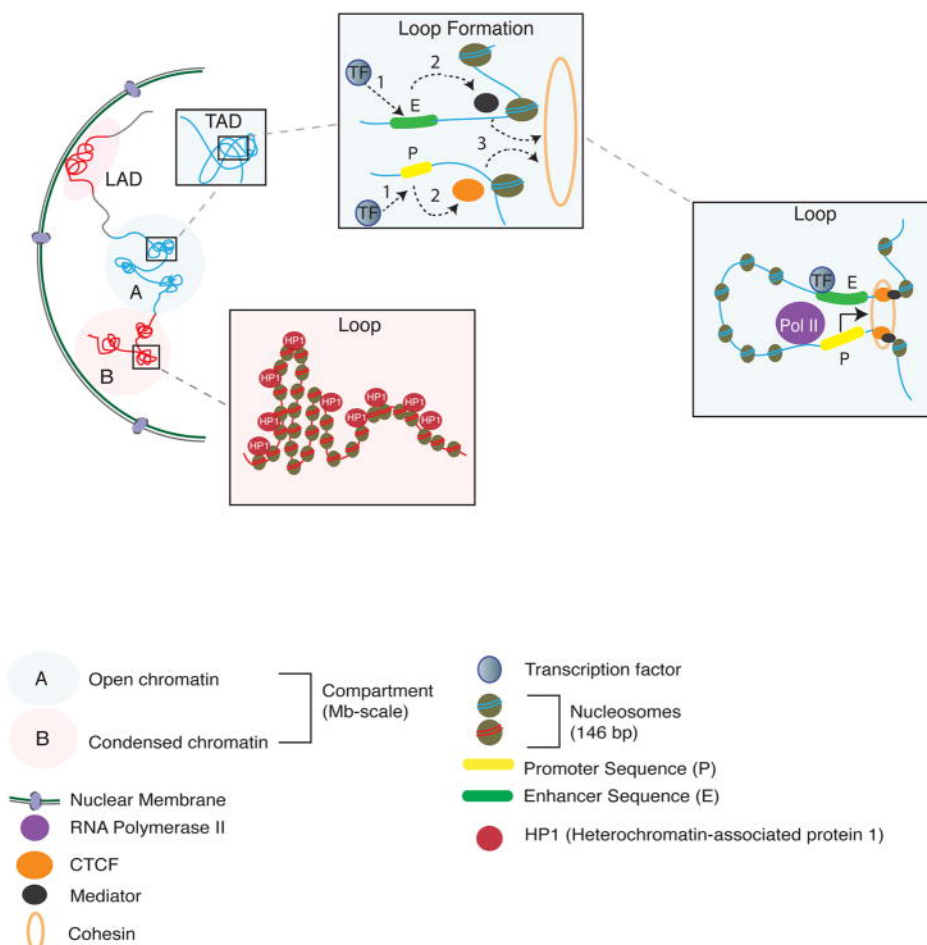 Loop Formation
TF
1
2
E
P
3
1
2
TF
TAD
LAD
A
B
Loop
TF
E
Pol II
P
Loop
HP1
HP1
HP1
HP1
HP1
HP1
HP1
HP1
HP1
A
Open chromatin
B
Condensed chromatin
Compartment
(Mb-scale)
Nuclear Membrane
RNA Polymerase II
CTCF
Mediator
Cohesin
Transcription factor
Nucleosomes
(146 bp)
Promoter Sequence (P)
Enhancer Sequence (E)
HP1 (Heterochromatin-associated protein 1)